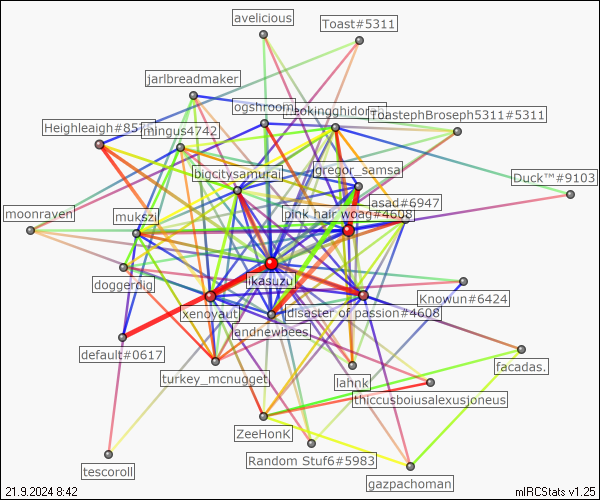 avelicious
Toast#5311
jarlbreadmaker
ogshroom
ToastephBroseph5311#5311
Heighleaigh#85
mingus4742
bigcitysamurai
gregor_samsa
Duck™#9103
asad#6947
moonraven
mukszi
pink hair woag#4608
doggerdig
ikasuzu
Knowun#6424
xenoyaut
disaster of passion#4608
andnewbees
default#0617
facadas.
turkey_mcnugget
lahnk
thiccusboiusalexusjoneus
ZeeHonK
Random Stuf6#5983
tescoroll
gazpachoman
21.9.2024 8:42
mIRCStats v1.25